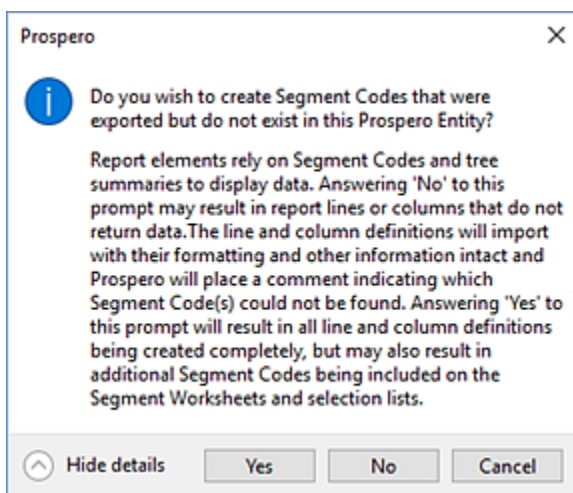 Prospero
Do you wish to create Segment Codes that were
exported but do not exist in this Prospero Entity?
Report elements rely on Segment Codes and tree
summaries to display data. Answering 'No' to this
prompt may result in report lines or columns that do not
return data.The line and column definitions will import
with their formatting and other information intact and
Prospero will place a comment indicating which
Segment Code(s) could not be found. Answering 'Yes' to
this prompt will result in all line and column definitions
being created completely, but may also result in
additional Segment Codes being included on the
Segment Worksheets and selection lists.
Hide details Yes No Cancel